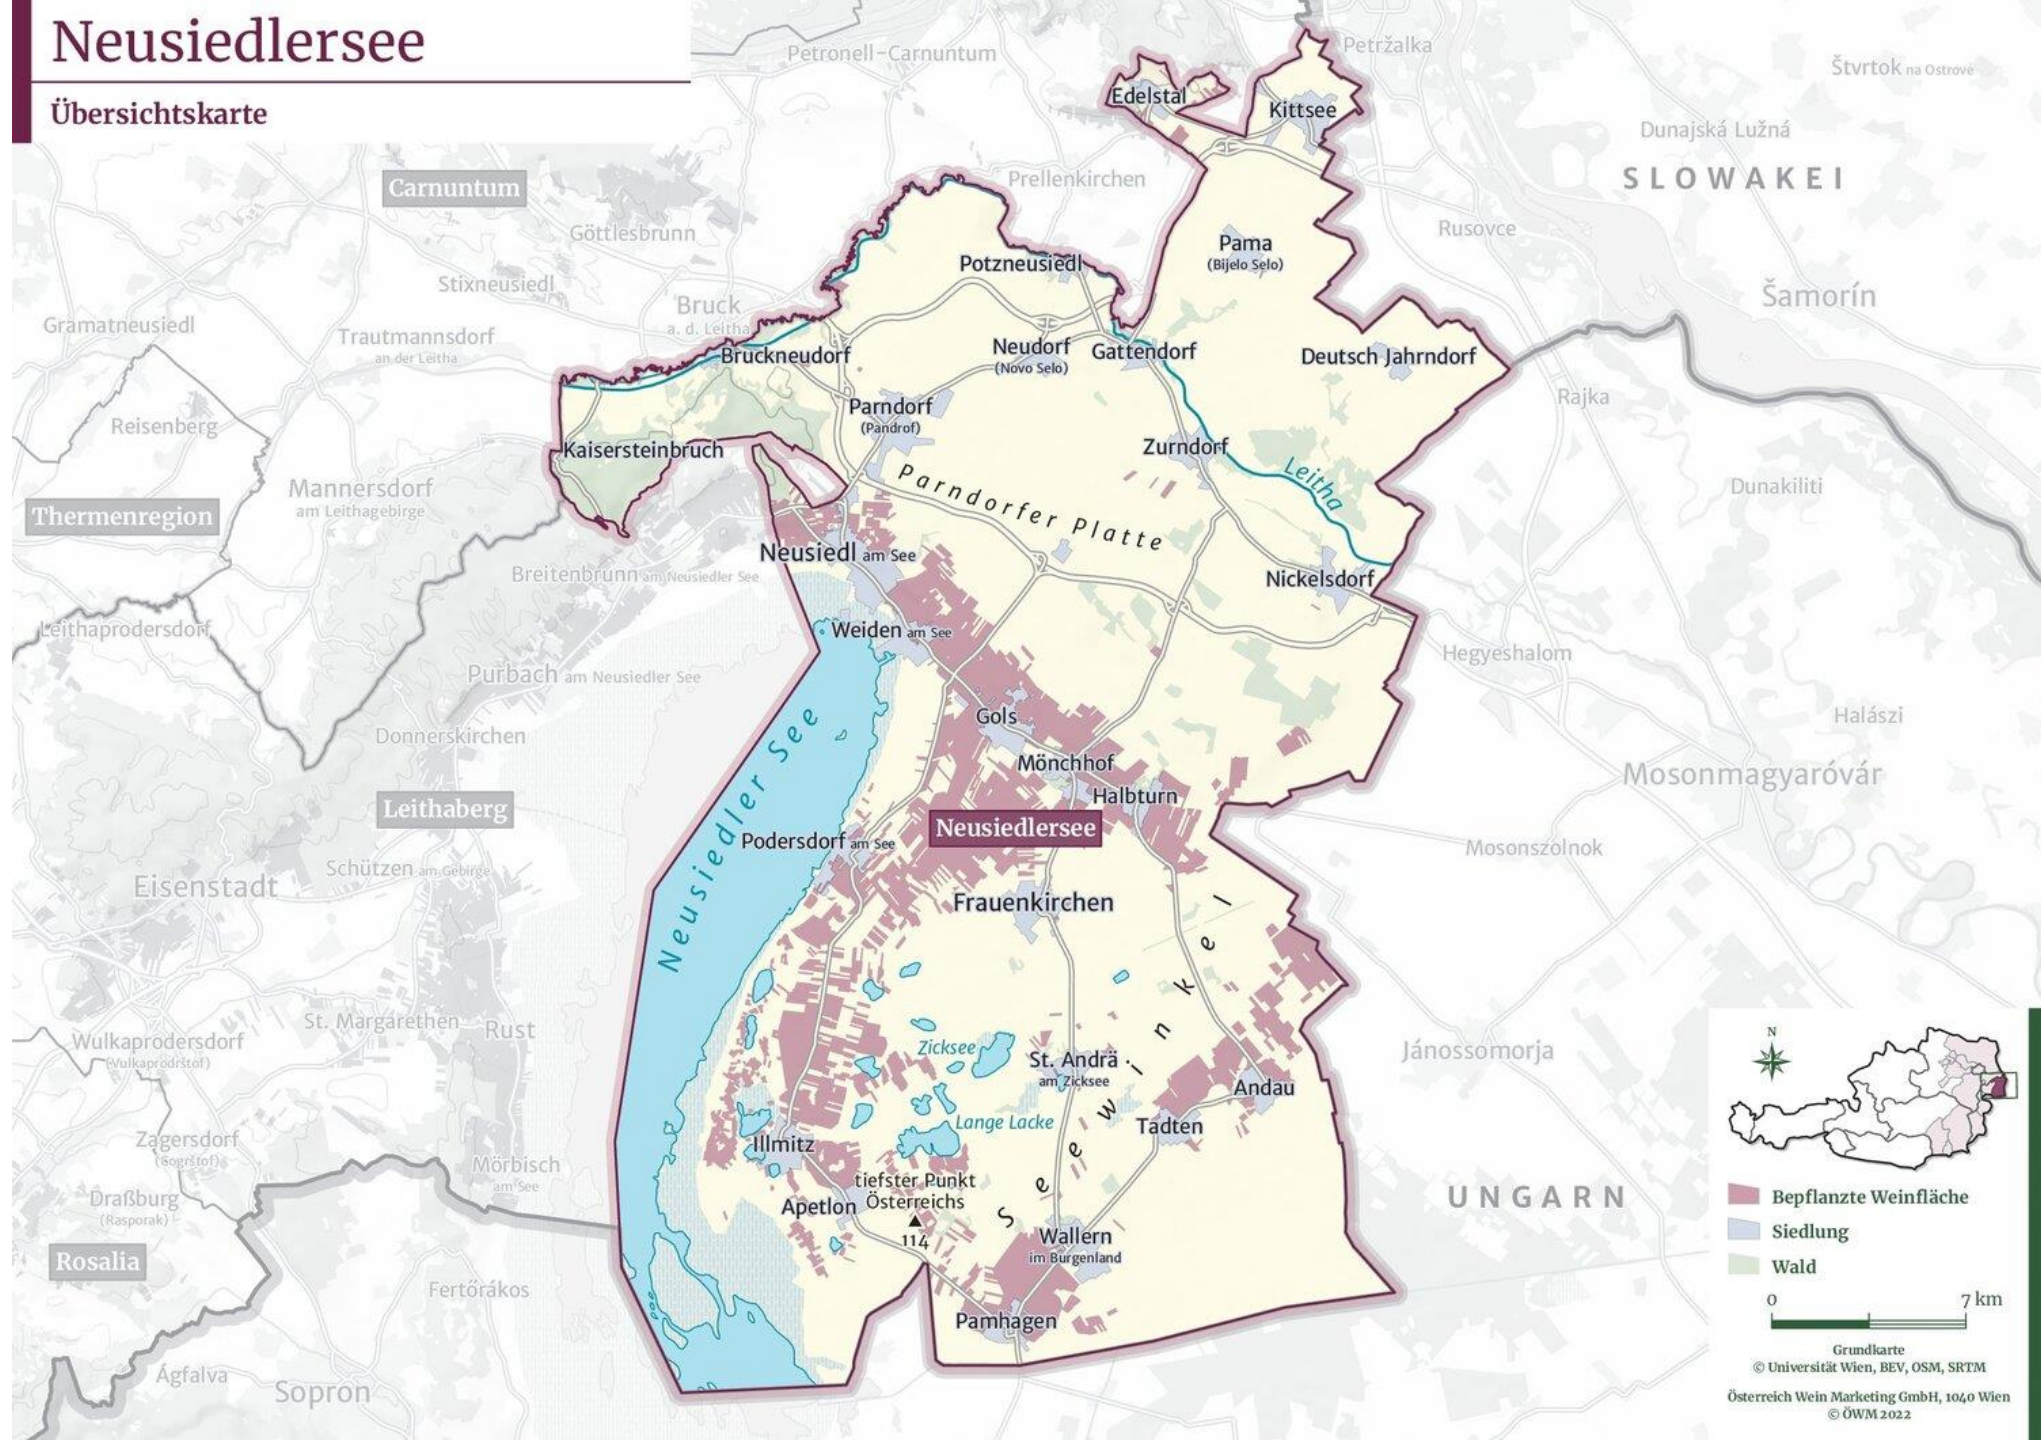 Neusiedlersee
Übersichtskarte
Petronell-Carnuntum
Petržalka
Štvrtok na Ostrove
Edelstal
Kittsee
Dunajská Lužná
SLOWAKEI
Carnuntum
Prellenkirchen
Göttlesbrunn
Rusovce
Pama
(Bijelo Selo)
Potzneusiedl
Stixneusiedl
Šamorín
Bruck
a. d. Leitha
Gramatneusiedl
Trautmannsdorf
an der Leitha
Bruckneudorf
Neudorf
(Novo Selo)
Gattendorf
Deutsch Jahrndorf
Rajka
Parndorf
(Pandrof)
Reisenberg
Kaisersteinbruch
Zurndorf
Leitha
Mannersdorf
am Leithagebirge
Parndorfer Platte
Dunakiliti
Thermenregion
Neusiedl am See
Breitenbrunn am Neusiedler See
Nickelsdorf
Leithaprodersdorf
Weiden am See
Hegyeshalom
Purbach am Neusiedler See
Gols
Halászi
Donnerskirchen
Neusiedler See
Mönchhof
Mosonmagyaróvár
Halbturn
Leithaberg
Neusiedlersee
Podersdorf am See
Mosonszolnok
Schützen am Gebirge
Eisenstadt
Frauenkirchen
Seewinkel
St. Margarethen
Rust
Wulkaprodersdorf
(Vulkaprodrštof)
Zicksee
St. Andrä
am Zicksee
Jánossomorja
Andau
Lange Lacke
Tadten
Zagersdorf
(Cogrštof)
Illmitz
Mörbisch
am See
tiefster Punkt
Österreichs
114
Apetlon
Draßburg
(Rasporak)
UNGARN
Wallern
im Burgenland
Rosalia
Fertőrákos
Pamhagen
Ágfalva
Sopron
N
Bepflanzte Weinfläche
Siedlung
Wald
0 7 km
Grundkarte
© Universität Wien, BEV, OSM, SRTM
Österreich Wein Marketing GmbH, 1040 Wien
© ÖWM 2022